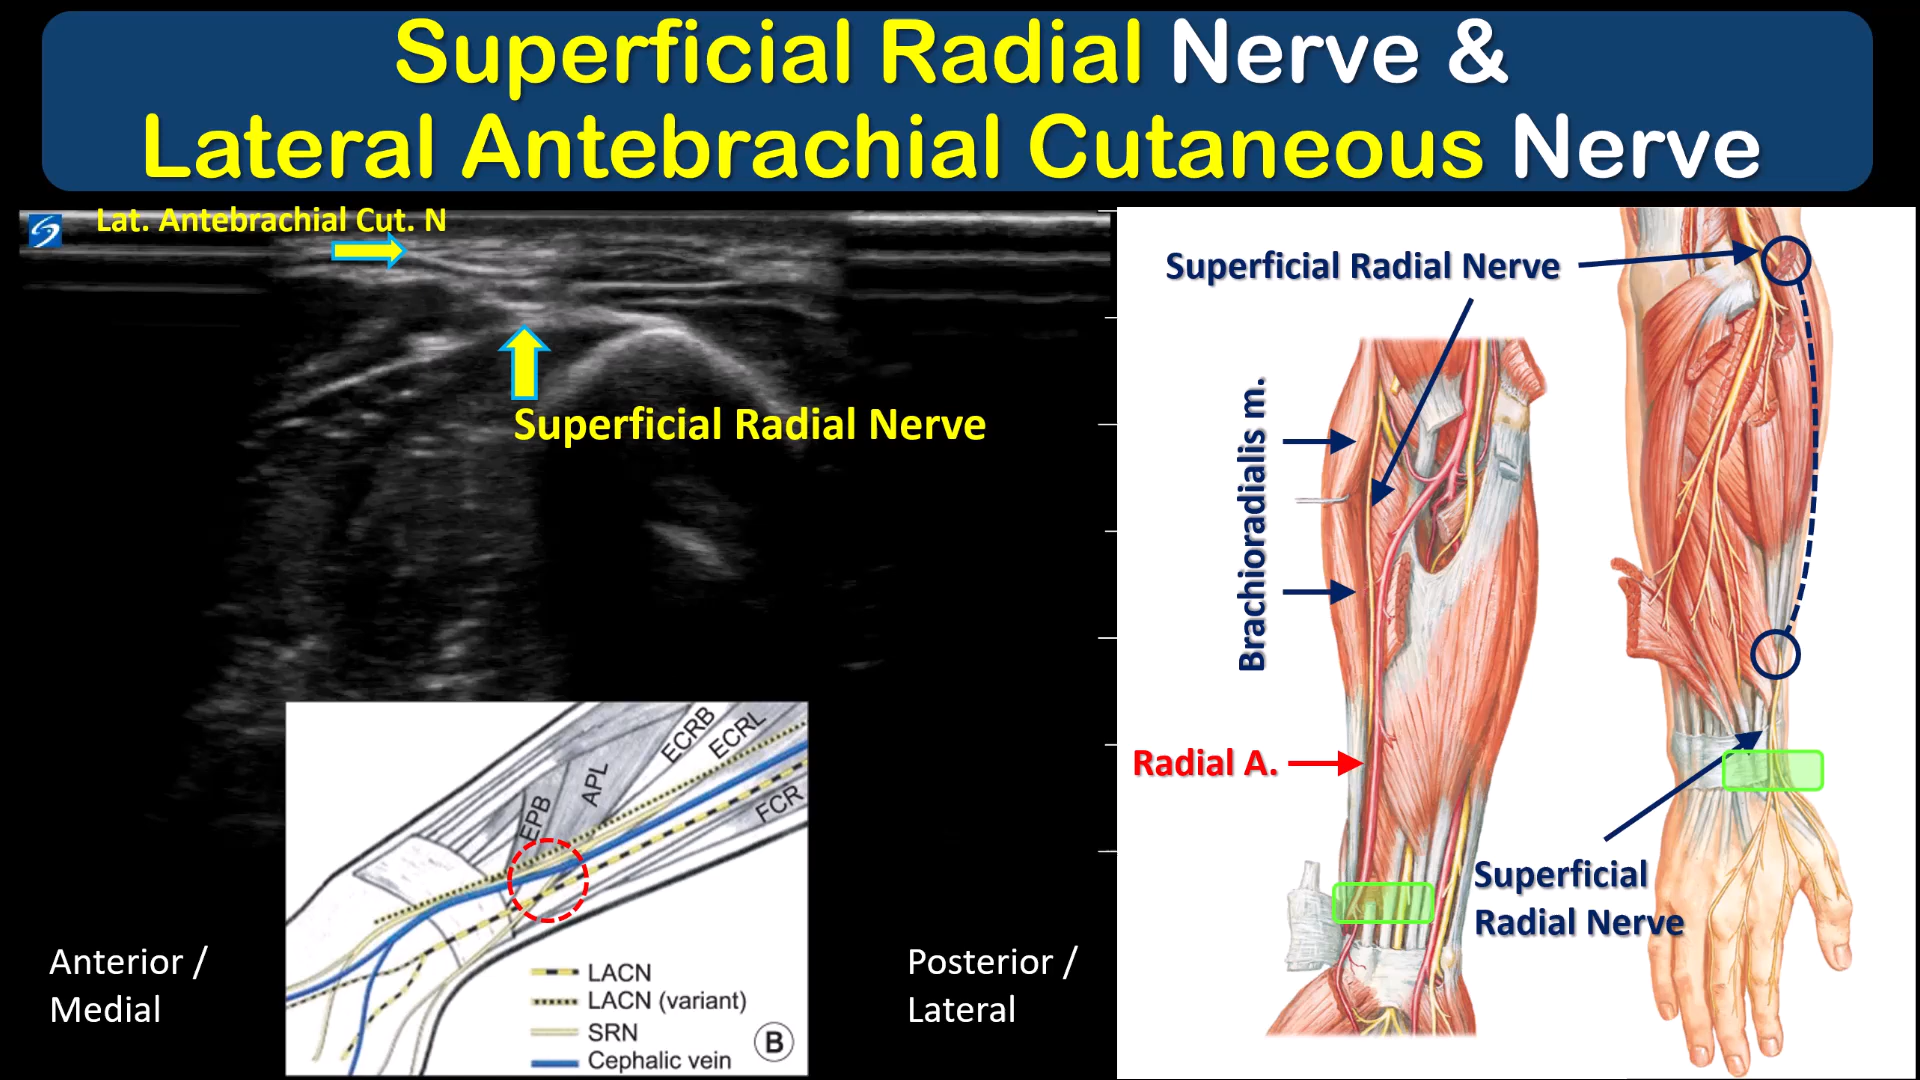 Superficial Radial Nerve &
Lateral Antebrachial Cutaneous Nerve
Lat. Antebrachial Cut. N
Superficial Radial Nerve
Anterior /
Medial
Posterior /
Lateral
ECRB
ECRL
APL
EPB
FCR
LACN
LACN (variant)
SRN
Cephalic vein
B
Superficial Radial Nerve
Brachioradialis m.
Radial A.
Superficial
Radial Nerve